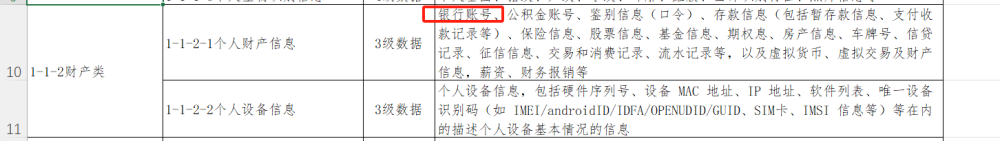 3级数据
银行账号、公积金账号、鉴别信息（口令）、存款信息（包括暂存款信息、支付收
款记录等）、保险信息、股票信息、基金信息、期权息、房产信息、车牌号、信贷
记录、征信信息、交易和消费记录、流水记录等，以及虚拟货币、虚拟交易及财产
信息，薪资、财务报销等
1-1-2-1个人财产信息
3级数据
10
1-1-2财产类
个人设备信息，包括硬件序列号、设备 MAC 地址、IP 地址、软件列表、唯一设备
识别码（如 IMEI/androidID/IDFA/OPENUDID/GUID、SIM卡、IMSI 信息等）等在内
的描述个人设备基本情况的信息
1-1-2-2个人设备信息
3级数据
11